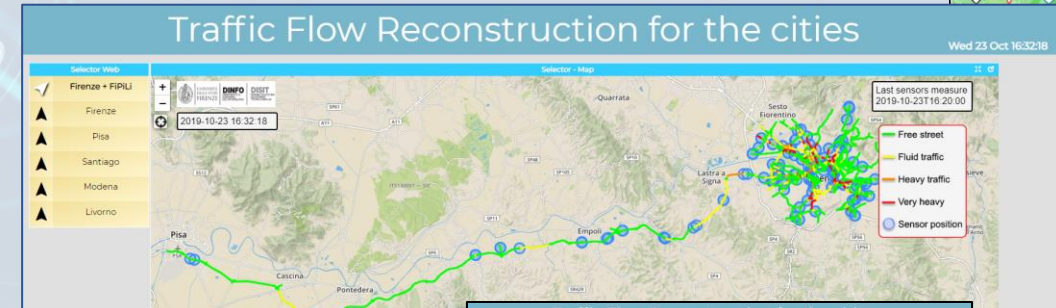 Traffic Flow Reconstruction for the cities
Wed 23 Oct 16:32:18
Selector Web
Selector - Map
Firenze + FiPiLi
Firenze
Pisa
Santiago
Modena
Livorno
+
−
DINFO
DISIT
2019-10-23 16:32:18
Last sensors measure
2019-10-23T16:20:00
Free street
Fluid traffic
Heavy traffic
Very heavy
Sensor position
Quarrata
Sesto
Fiorentino
A11
A11
Lastra a
Signa
Empoli
Pisa
Cascina
Pontedera